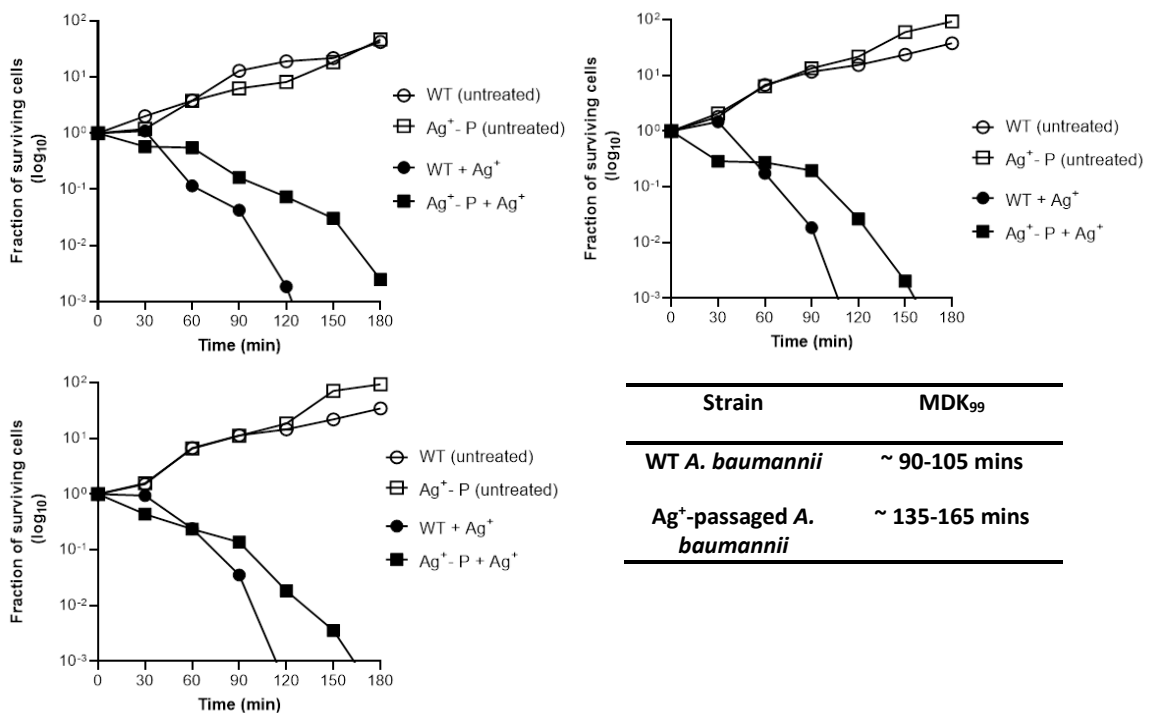 Fraction of surviving cells
(log₁₀)
10²
10¹
10⁰
10⁻¹
10⁻²
10⁻³
0 30 60 90 120 150 180
Time (min)
WT (untreated)
Ag⁺- P (untreated)
WT + Ag⁺
Ag⁺- P + Ag⁺
Fraction of surviving cells
(log₁₀)
10²
10¹
10⁰
10⁻¹
10⁻²
10⁻³
0 30 60 90 120 150 180
Time (min)
WT (untreated)
Ag⁺- P (untreated)
WT + Ag⁺
Ag⁺- P + Ag⁺
Fraction of surviving cells
(log₁₀)
10²
10¹
10⁰
10⁻¹
10⁻²
10⁻³
0 30 60 90 120 150 180
Time (min)
WT (untreated)
Ag⁺- P (untreated)
WT + Ag⁺
Ag⁺- P + Ag⁺
Strain MDK₉₉
WT A. baumannii ~ 90-105 mins
Ag⁺-passaged A. ~ 135-165 mins
baumannii